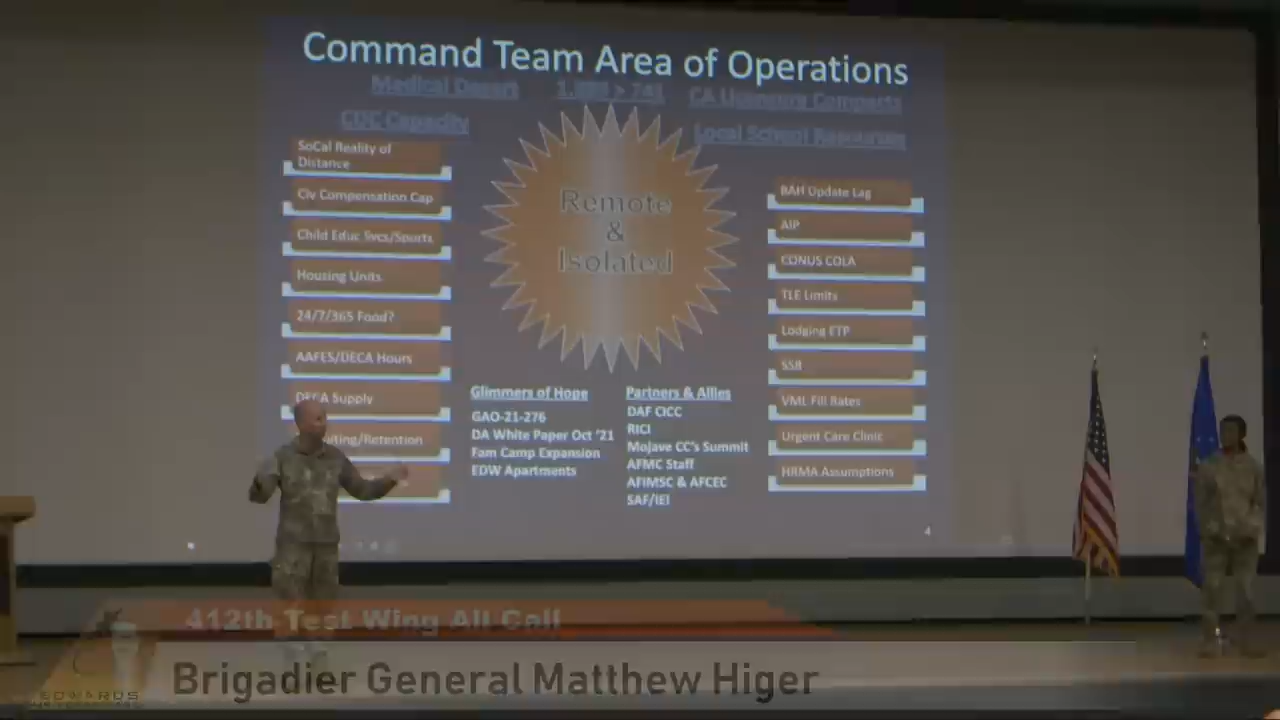 Command Team Area of Operations
CDC Capacity
Local School Resources
SoCal Reality of
Distance
Civ Compensation Cap
Child Educ Svcs/Sports
Housing Units
24/7/365 Food?
AAFES/DECA Hours
DECA Supply
Remote
&
Isolated
BAH Update Lag
AIP
CONUS COLA
TLE Limits
Lodging ETP
SSB
VML Fill Rates
Urgent Care Clinic
HRMA Assumptions
Glimmers of Hope
GAO-21-276
DA White Paper Oct '21
Fam Camp Expansion
EDW Apartments
Partners & Allies
DAF CICC
RICI
Mojave CC's Summit
AFMC Staff
AFIMSC & AFCEC
SAF/IEI
4
412th Test Wing All Call
Brigadier General Matthew Higer
EDWARDS